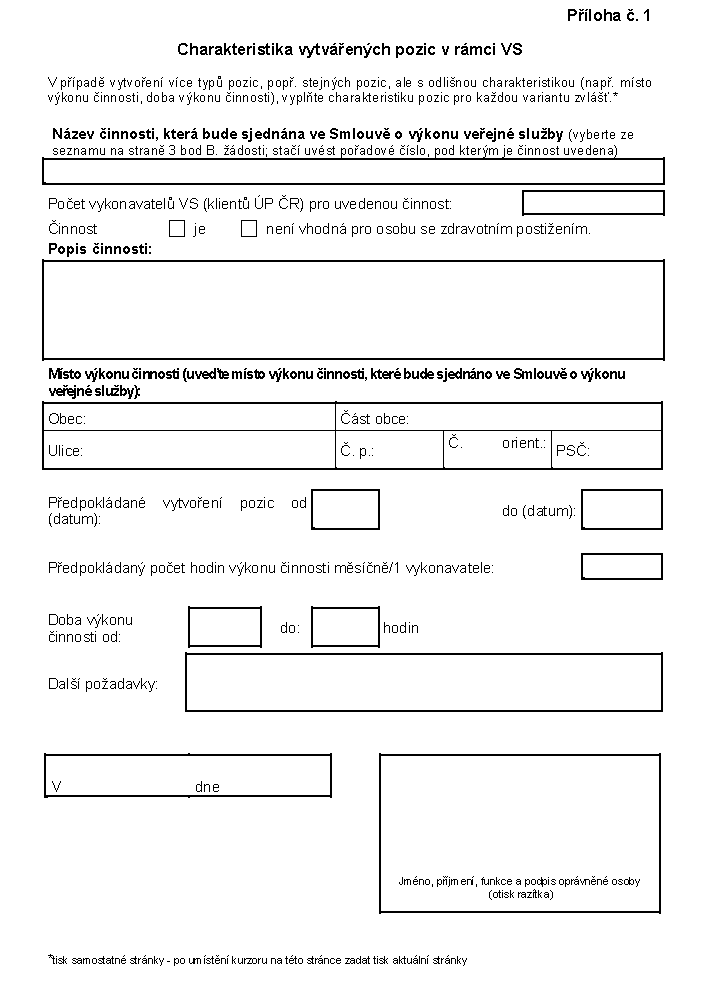 Příloha č. 1
Charakteristika vytvářených pozic v rámci VS
V případě vytvoření více typů pozic, popř. stejných pozic, ale s odlišnou charakteristikou (např. místo
výkonu činnosti, doba výkonu činnosti), vyplňte charakteristiku pozic pro každou variantu zvlášť.*
Název činnosti, která bude sjednána ve Smlouvě o výkonu veřejné služby (vyberte ze
seznamu na straně 3 bod B. žádosti; stačí uvést pořadové číslo, pod kterým je činnost uvedena)
Počet vykonavatelů VS (klientů ÚP ČR) pro uvedenou činnost:
Činnost je není vhodná pro osobu se zdravotním postižením.
Popis činnosti:
Místo výkonu činnosti (uveďte místo výkonu činnosti, které bude sjednáno ve Smlouvě o výkonu
veřejné služby):
Obec: Část obce:
Ulice: Č. p.: Č. orient.: PSČ:
Předpokládané vytvoření pozic od
(datum): do (datum):
Předpokládaný počet hodin výkonu činnosti měsíčně/1 vykonavatele:
Doba výkonu
činnosti od: do: hodin
Další požadavky:
V dne
Jméno, příjmení, funkce a podpis oprávněné osoby
(otisk razítka)
*tisk samostatné stránky - po umístění kurzoru na této stránce zadat tisk aktuální stránky